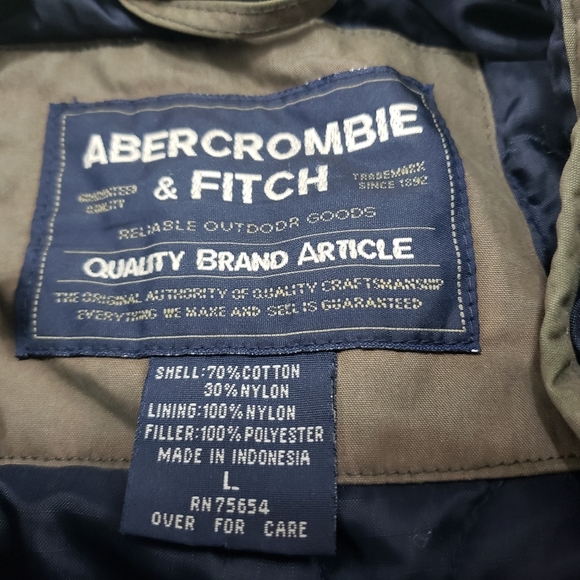 ABERCROMBIE
& FITCH
GUARANTEED
QUALITY
TRADEMARK
SINCE 1892
RELIABLE OUTDOOR GOODS
QUALITY BRAND ARTICLE
THE ORIGINAL AUTHORITY OF QUALITY CRAFTSMANSHIP
EVERYTHING WE MAKE AND SELL IS GUARANTEED
SHELL:70%COTTON
30%NYLON
LINING:100%NYLON
FILLER:100%POLYESTER
MADE IN INDONESIA
L
RN75654
OVER FOR CARE